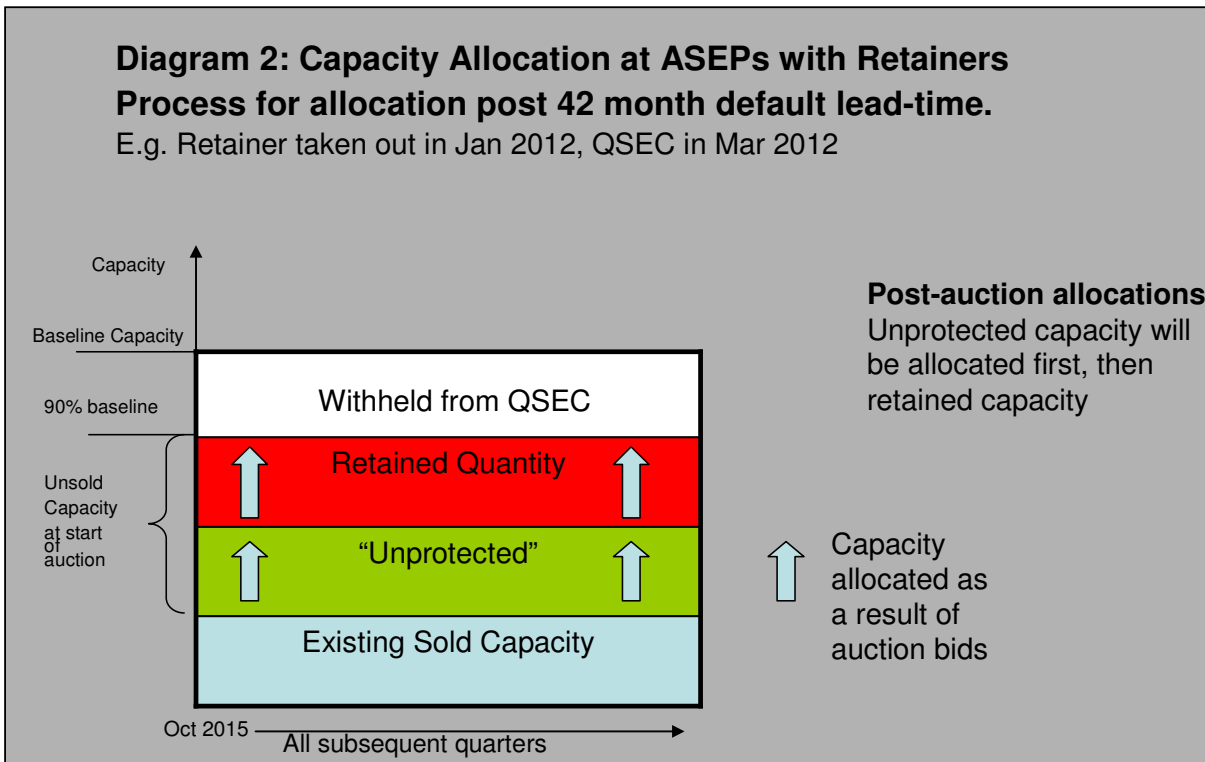 Diagram 2: Capacity Allocation at ASEPs with Retainers
Process for allocation post 42 month default lead-time.
E.g. Retainer taken out in Jan 2012, QSEC in Mar 2012
Capacity
Baseline Capacity
90% baseline
Unsold
Capacity
at start
of
auction
Withheld from QSEC
Retained Quantity
“Unprotected”
Existing Sold Capacity
Oct 2015
All subsequent quarters
Post-auction allocations
Unprotected capacity will
be allocated first, then
retained capacity
Capacity
allocated as
a result of
auction bids